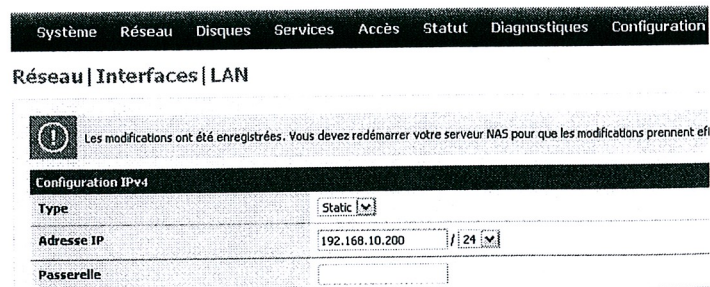 Système Réseau Disques Services Accès Statut Diagnostiques Configuration
Réseau|Interfaces|LAN
Les modifications ont été enregistrées. Vous devez redémarrer votre serveur NAS pour que les modifications prennent
Configuration IPv4
Type Static
Adresse IP 192.168.10.200 / 24
Passerelle